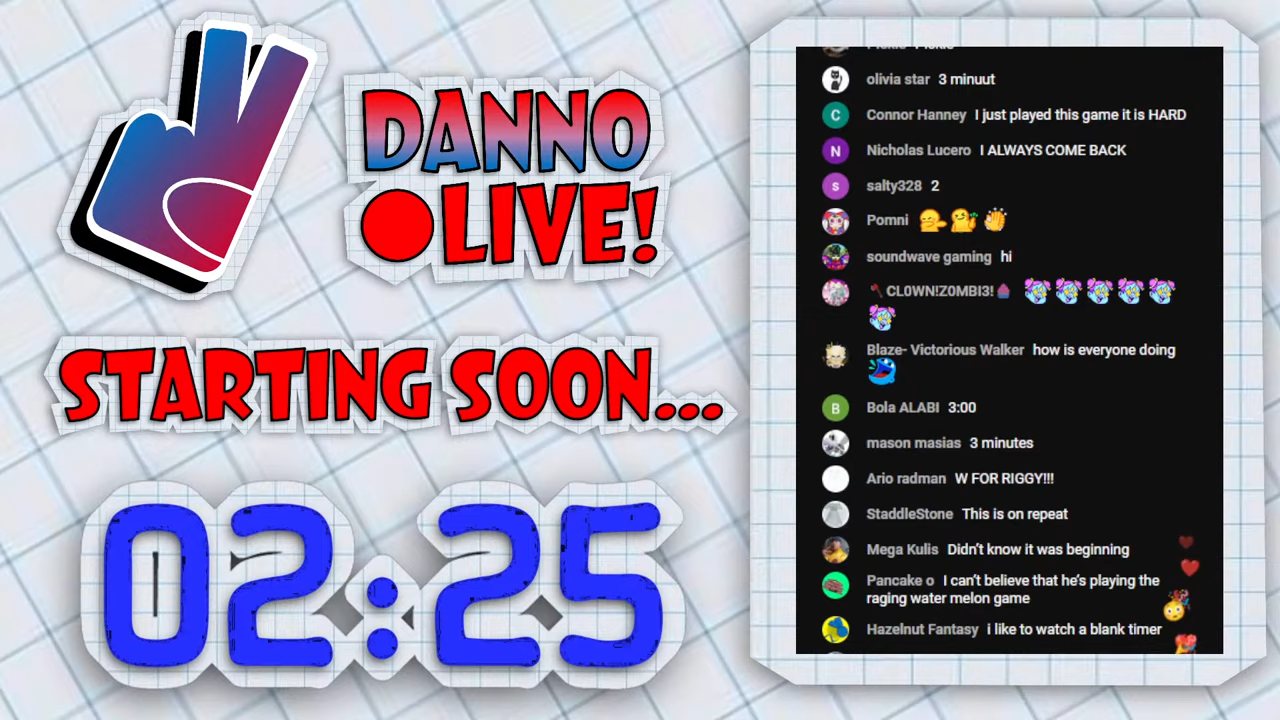 DANNO
LIVE!
STARTING SOON...
02:25
olivia star 3 minuut
Connor Hanney I just played this game it is HARD
Nicholas Lucero I ALWAYS COME BACK
salty328 2
Pomni
soundwave gaming hi
CL0WN!Z0MBI3!
Blaze- Victorious Walker how is everyone doing
Bola ALABI 3:00
mason masias 3 minutes
Ario radman W FOR RIGGY!!!
StaddleStone This is on repeat
Mega Kulis Didn't know it was beginning
Pancake o I can't believe that he's playing the
raging water melon game
Hazelnut Fantasy i like to watch a blank timer
C
N
s
B